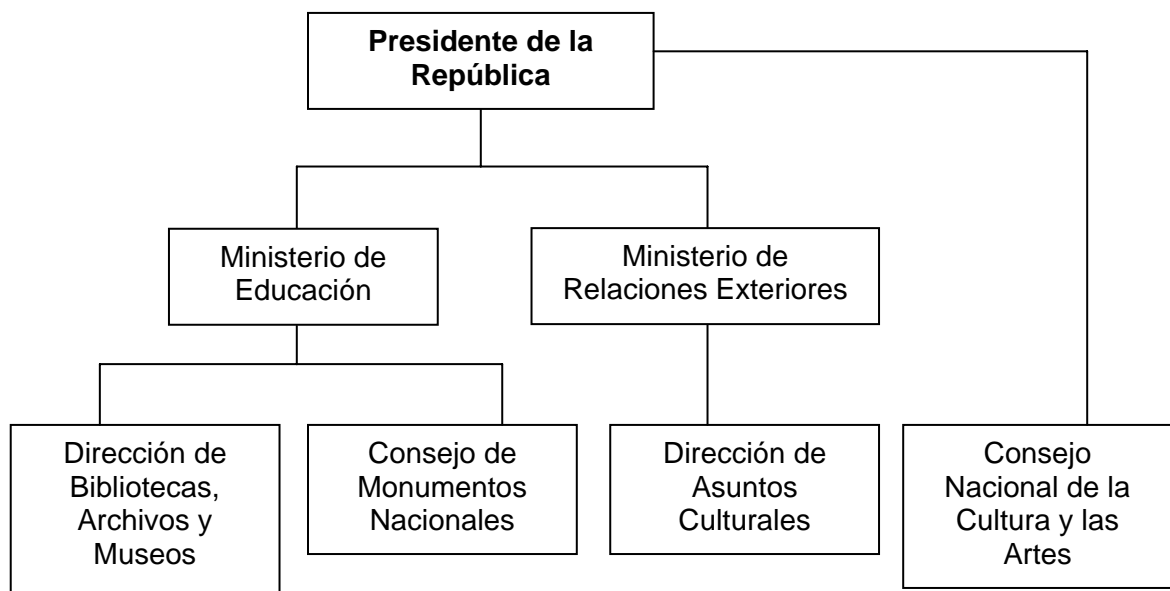 Presidente de la
República
Ministerio de
Educación
Ministerio de
Relaciones Exteriores
Dirección de
Bibliotecas,
Archivos y
Museos
Consejo de
Monumentos
Nacionales
Dirección de
Asuntos
Culturales
Consejo
Nacional de la
Cultura y las
Artes